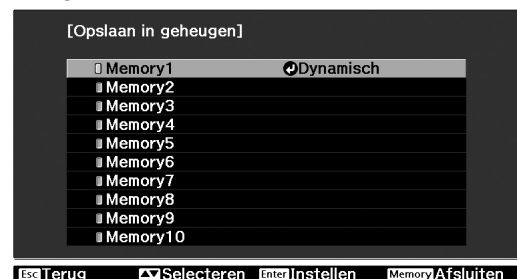 [Opslaan in geheugen]
Memory1 Dynamisch
Memory2
Memory3
Memory4
Memory5
Memory6
Memory7
Memory8
Memory9
Memory10
Esc Terug Selecteren Enter Instellen Memory Afsluiten